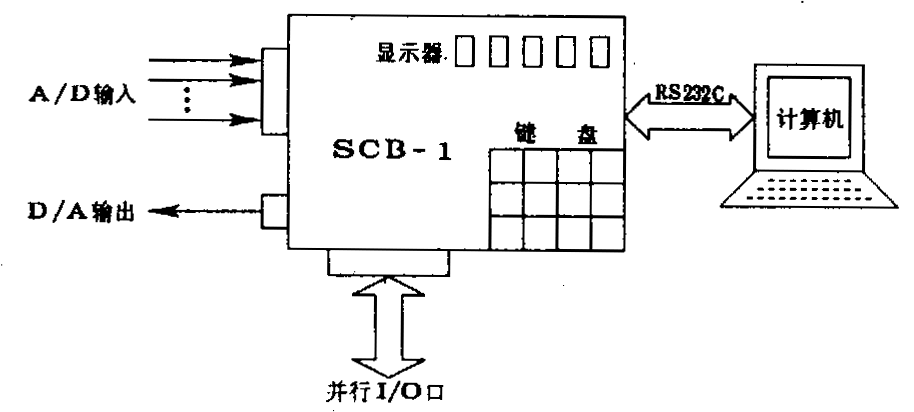 显示器
A/D输入
RS232C
计算机
键 盘
SCB-1
D/A输出
并行I/O口